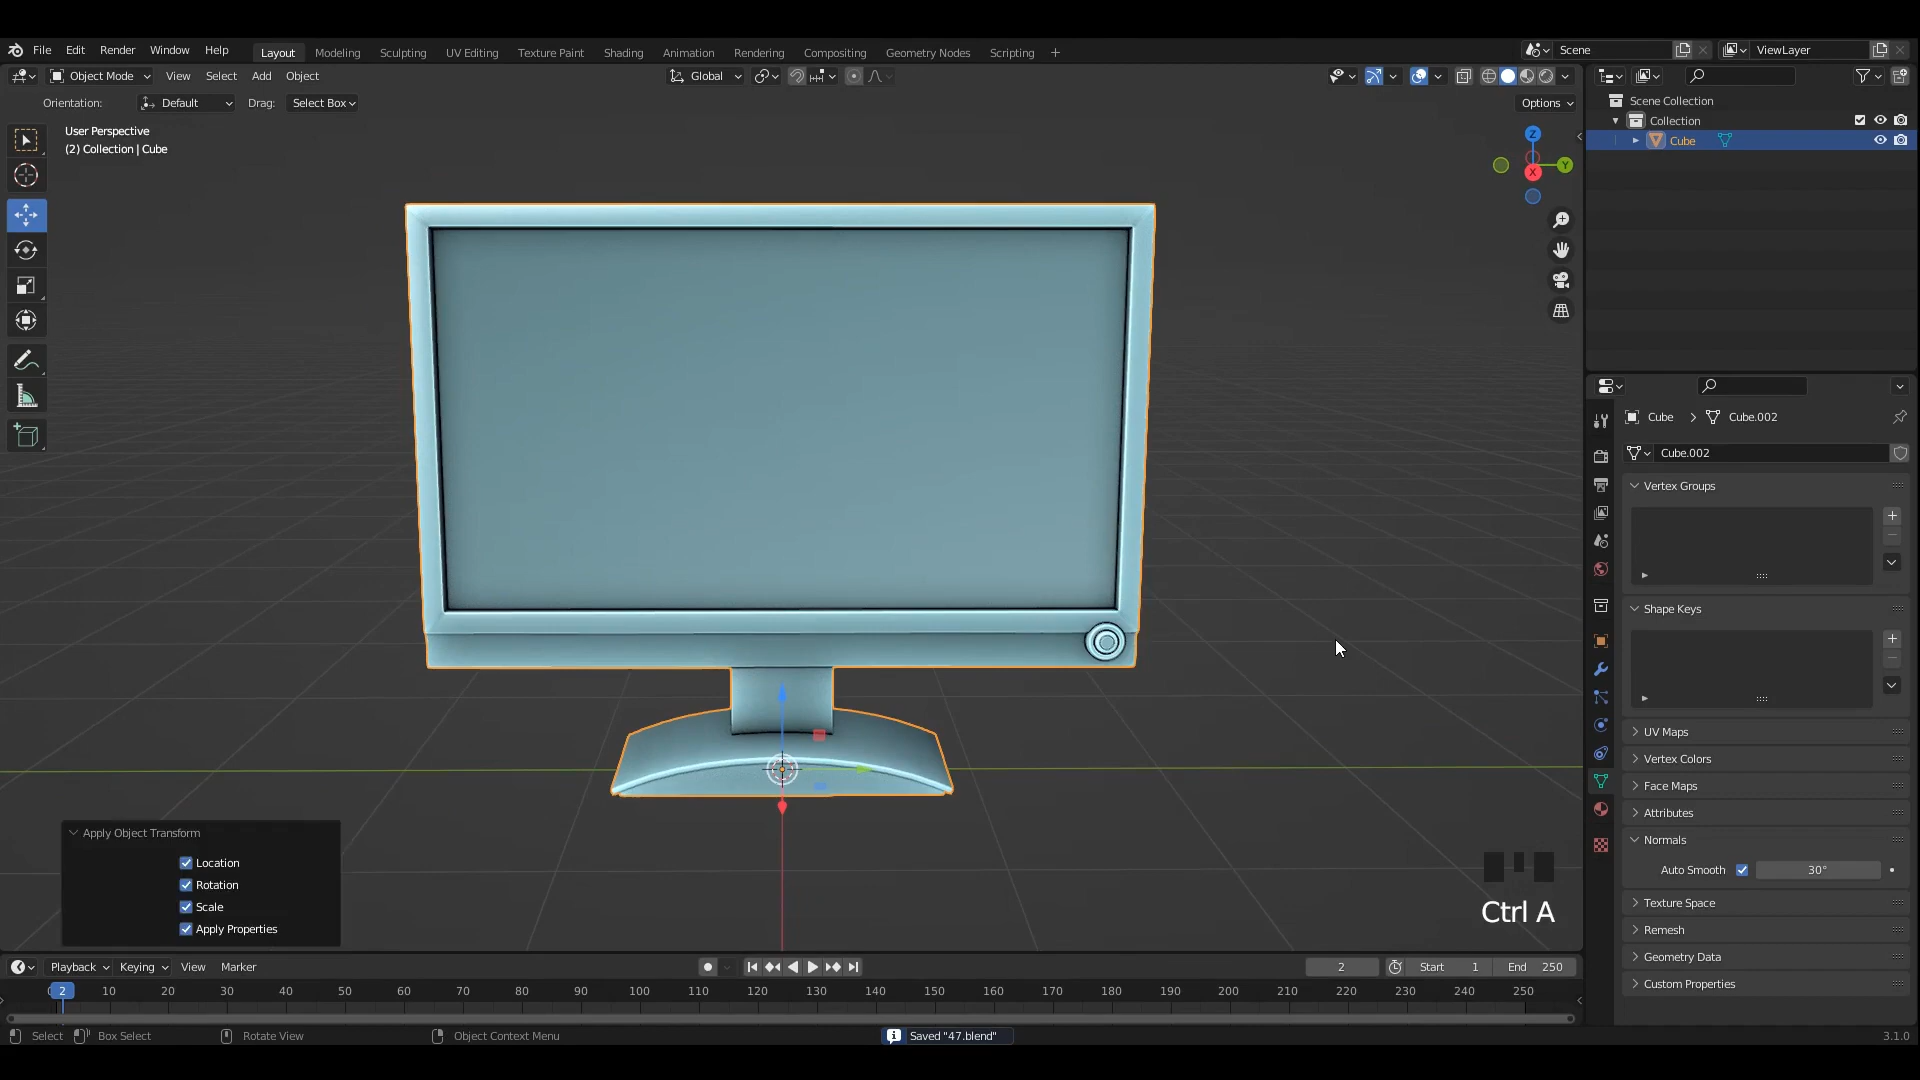 File Edit Render Window Help Layout Modeling Sculpting UV Editing Texture Paint Shading Animation Rendering Compositing Geometry Nodes Scripting + Scene ViewLayer
Object Mode View Select Add Object Global
Orientation: Default Drag: Select Box Options
User Perspective
(2) Collection | Cube
Z
Y
X
Scene Collection
Collection
Cube
Cube > Cube.002
Cube.002
Vertex Groups
Shape Keys
UV Maps
Vertex Colors
Face Maps
Attributes
Normals
Auto Smooth 30°
Texture Space
Remesh
Geometry Data
Custom Properties
Apply Object Transform
Location
Rotation
Scale
Apply Properties
Ctrl A
Playback Keying View Marker 2 Start 1 End 250
2 10 20 30 40 50 60 70 80 90 100 110 120 130 140 150 160 170 180 190 200 210 220 230 240 250
Select Box Select Rotate View Object Context Menu Saved "47.blend" 3.1.0